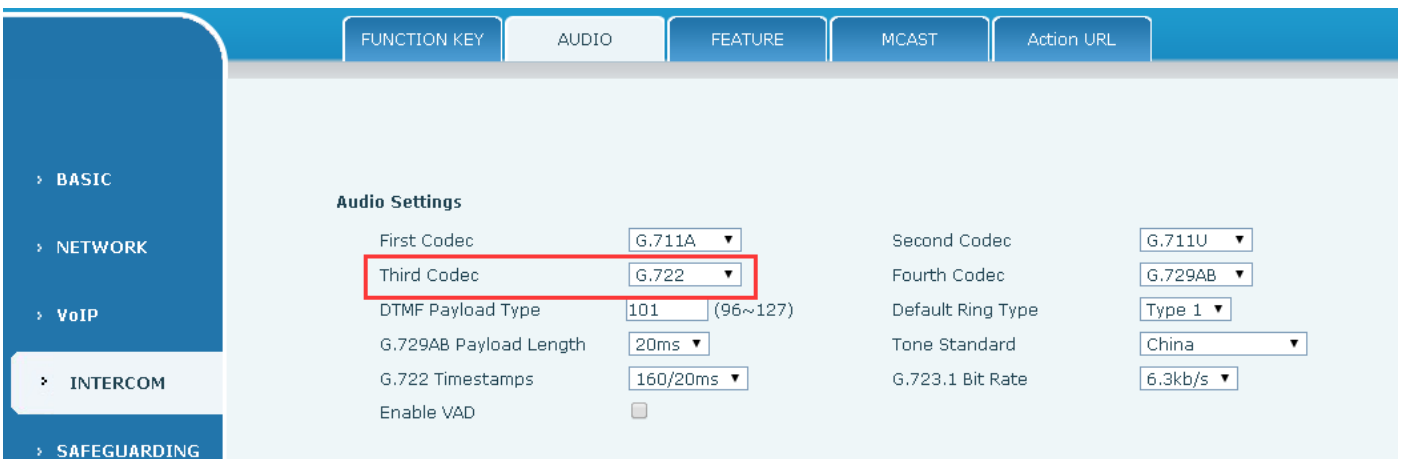 FUNCTION KEY AUDIO FEATURE MCAST Action URL
› BASIC
› NETWORK
› VoIP
› INTERCOM
› SAFEGUARDING
Audio Settings
First Codec G.711A ▼ Second Codec G.711U ▼
Third Codec G.722 ▼ Fourth Codec G.729AB ▼
DTMF Payload Type 101 (96~127) Default Ring Type Type 1 ▼
G.729AB Payload Length 20ms ▼ Tone Standard China ▼
G.722 Timestamps 160/20ms ▼ G.723.1 Bit Rate 6.3kb/s ▼
Enable VAD